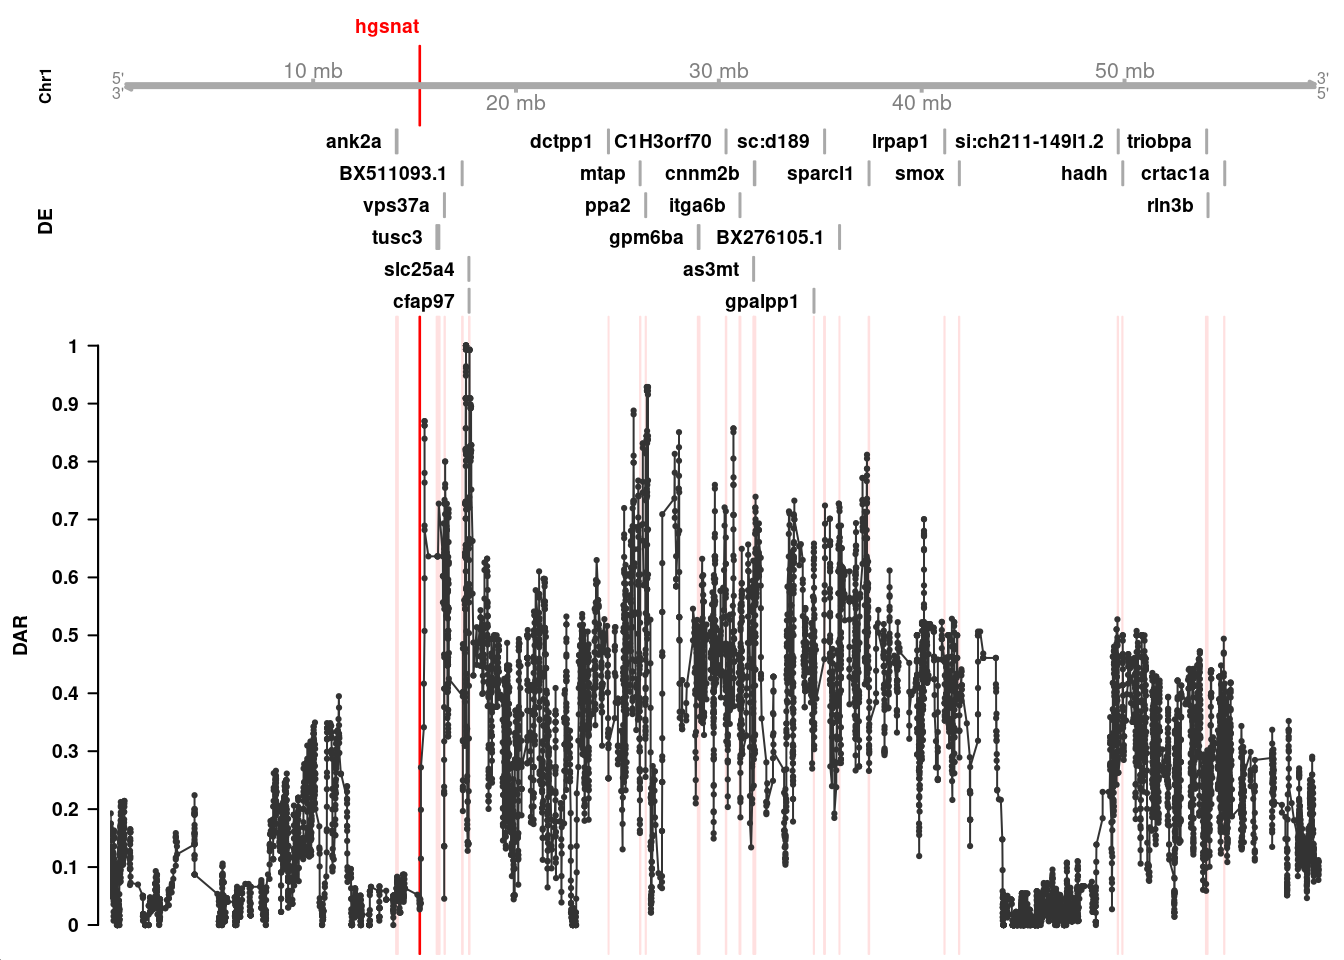 hgsnat
Chr1
5'
3'
10 mb
30 mb
50 mb
20 mb
40 mb
3'
5'
DE
ank2a
dctpp1
C1H3orf70
sc:d189
lrpap1
si:ch211-149l1.2
triobpa
BX511093.1
mtap
cnnm2b
sparcl1
smox
hadh
crtac1a
vps37a
ppa2
itga6b
rln3b
tusc3
gpm6ba
BX276105.1
slc25a4
as3mt
cfap97
gpalpp1
DAR
1
0.9
0.8
0.7
0.6
0.5
0.4
0.3
0.2
0.1
0